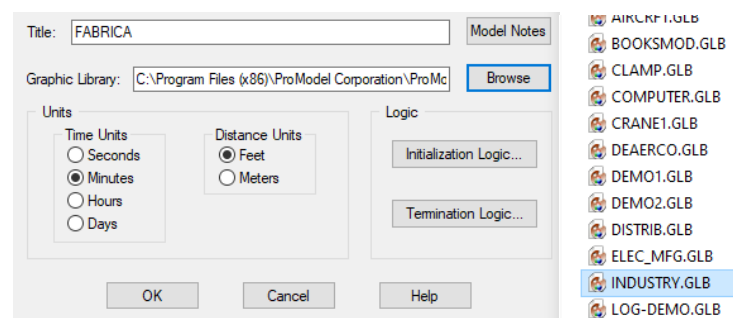 Title: FABRICA Model Notes
Graphic Library: C:\Program Files (x86)\ProModel Corporation\ProMc Browse
Units
Time Units
Seconds
Minutes
Hours
Days
Distance Units
Feet
Meters
Logic
Initialization Logic...
Termination Logic...
OK Cancel Help
AIRCRFT.GLB
BOOKSMOD.GLB
CLAMP.GLB
COMPUTER.GLB
CRANE1.GLB
DEAERCO.GLB
DEMO1.GLB
DEMO2.GLB
DISTRIB.GLB
ELEC_MFG.GLB
INDUSTRY.GLB
LOG-DEMO.GLB